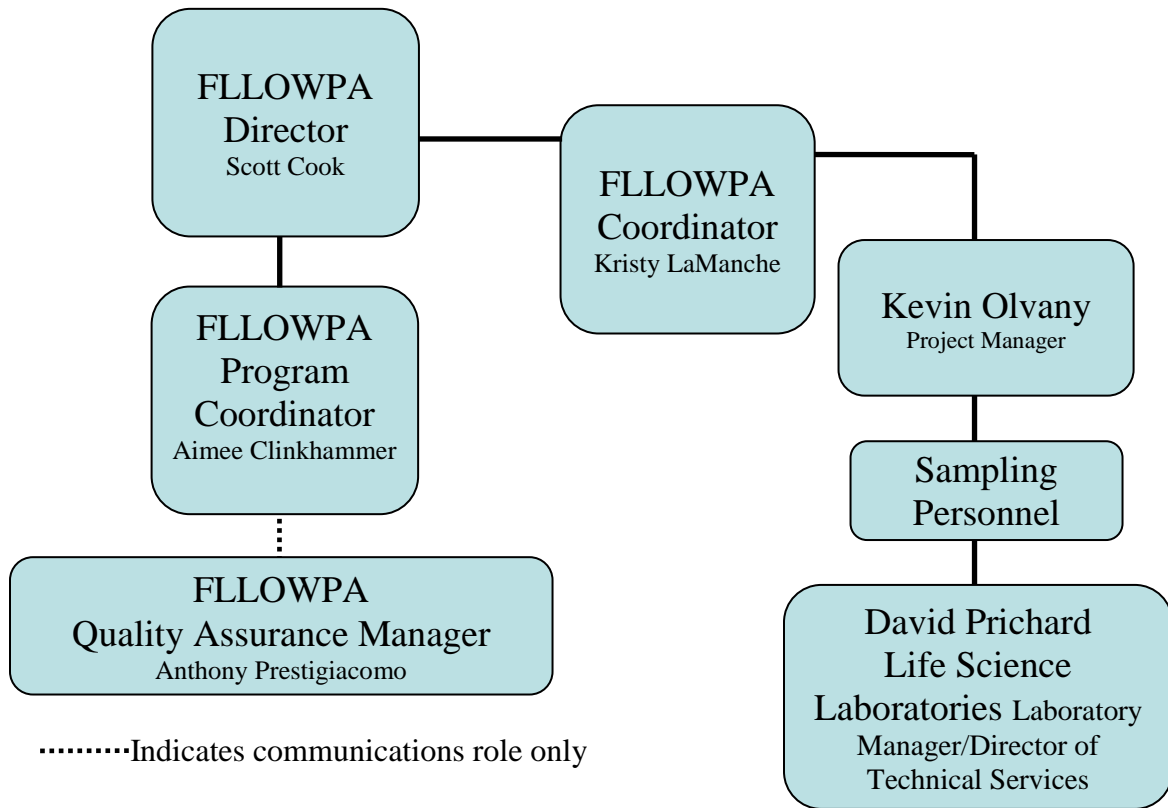 FLLOWPA
Director
Scott Cook
FLLOWPA
Coordinator
Kristy LaManche
Kevin Olvany
Project Manager
FLLOWPA
Program
Coordinator
Aimee Clinkhammer
Sampling
Personnel
FLLOWPA
Quality Assurance Manager
Anthony Prestigiacomo
David Prichard
Life Science
Laboratories Laboratory
Manager/Director of
Technical Services
Indicates communications role only